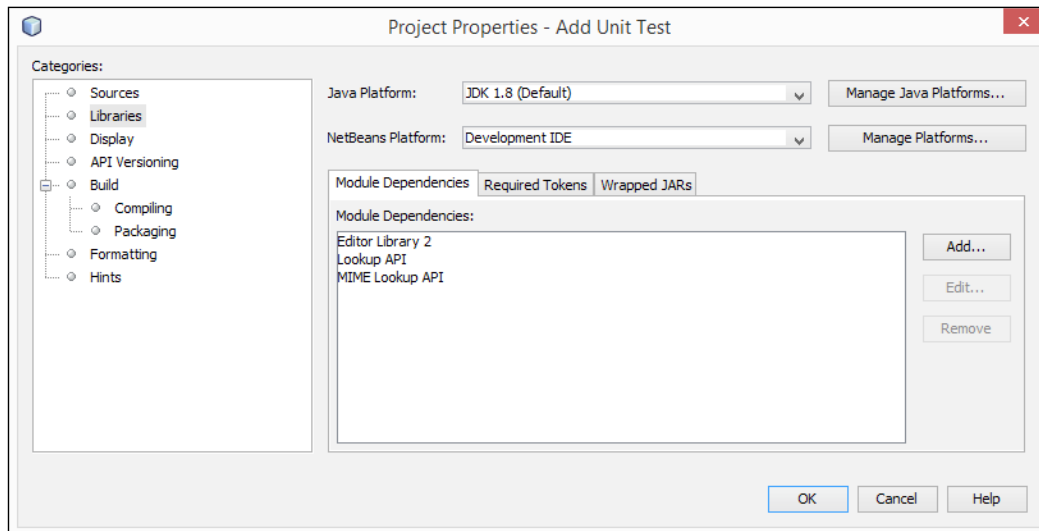 Project Properties - Add Unit Test
Categories:
Sources
Libraries
Display
API Versioning
Build
Compiling
Packaging
Formatting
Hints
Java Platform:
JDK 1.8 (Default)
Manage Java Platforms...
NetBeans Platform:
Development IDE
Manage Platforms...
Module Dependencies
Required Tokens
Wrapped JARs
Module Dependencies:
Editor Library 2
Lookup API
MIME Lookup API
Add...
Edit...
Remove
OK
Cancel
Help